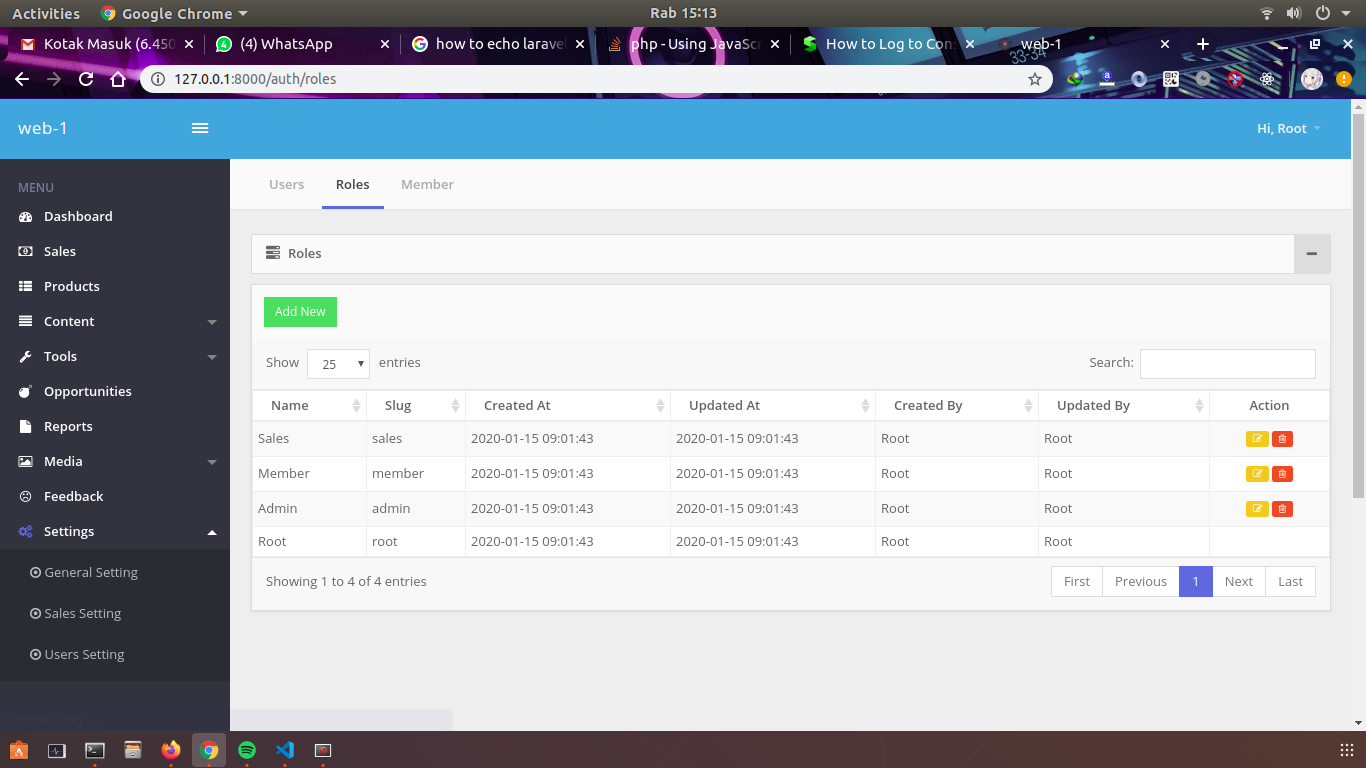 Activities Google Chrome Rab 15:13
Kotak Masuk (6.450 (4) WhatsApp how to echo larave php - Using JavaSc How to Log to Con web-1
127.0.0.1:8000/auth/roles
web-1 Hi, Root
MENU
Dashboard
Sales
Products
Content
Tools
Opportunities
Reports
Media
Feedback
Settings
General Setting
Sales Setting
Users Setting
Connecting...
Users Roles Member
Roles
Add New
Show 25 entries Search:
Name Slug Created At Updated At Created By Updated By Action
Sales sales 2020-01-15 09:01:43 2020-01-15 09:01:43 Root Root
Member member 2020-01-15 09:01:43 2020-01-15 09:01:43 Root Root
Admin admin 2020-01-15 09:01:43 2020-01-15 09:01:43 Root Root
Root root 2020-01-15 09:01:43 2020-01-15 09:01:43 Root Root
Showing 1 to 4 of 4 entries First Previous 1 Next Last